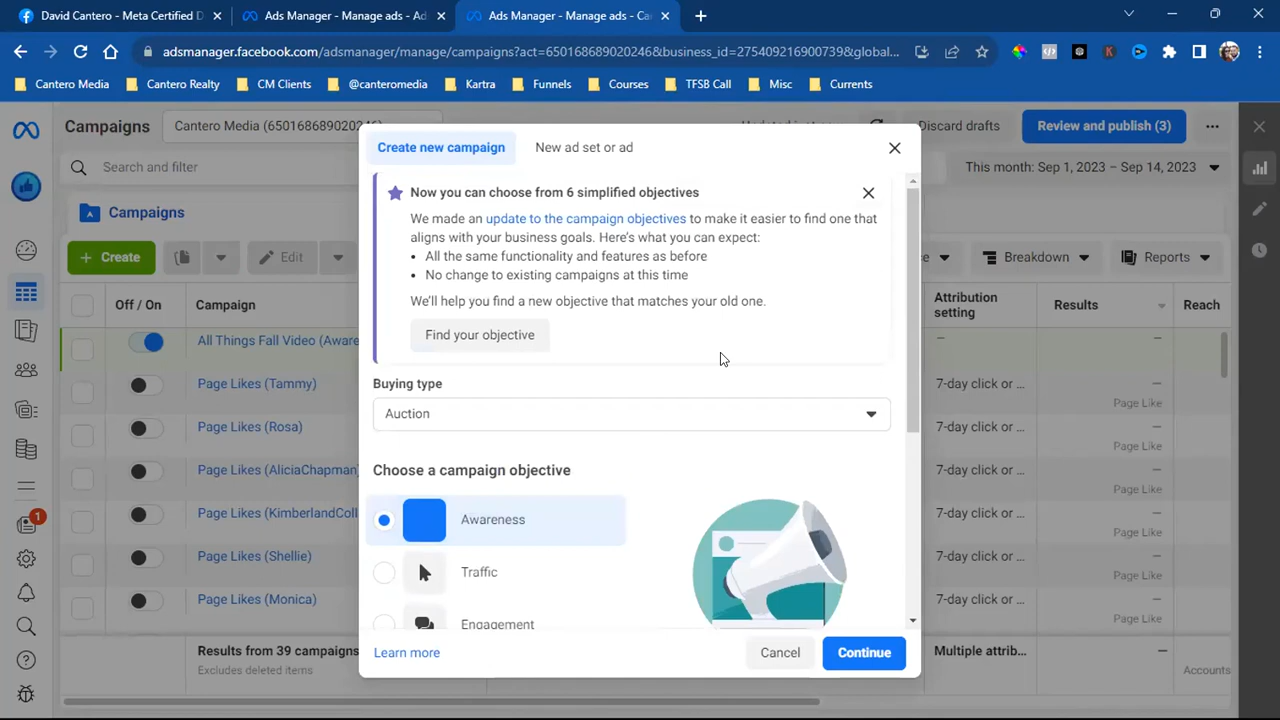 David Cantero - Meta Certified D
Ads Manager - Manage ads - Ad
Ads Manager - Manage ads - Ca
adsmanager.facebook.com/adsmanager/manage/campaigns?act=650168689020246&business_id=275409216900739&global...
Cantero Media
Cantero Realty
CM Clients
@canteromedia
Kartra
Funnels
Courses
TFSB Call
Misc
Currents
Campaigns
Cantero Media (650168689020246)
Discard drafts
Review and publish (3)
Search and filter
This month: Sep 1, 2023 – Sep 14, 2023
Campaigns
+ Create
Edit
Breakdown
Reports
Off / On
Campaign
Attribution setting
Results
Reach
All Things Fall Video (Aware
Page Likes (Tammy)
7-day click or ...
Page Like
Page Likes (Rosa)
7-day click or ...
Page Like
Page Likes (AliciaChapman)
7-day click or ...
Page Like
Page Likes (KimberlandColl
7-day click or ...
Page Like
Page Likes (Shellie)
7-day click or ...
Page Like
Page Likes (Monica)
7-day click or ...
Page Like
Results from 39 campaigns
Excludes deleted items
Multiple attrib...
Accounts
1
Create new campaign
New ad set or ad
Now you can choose from 6 simplified objectives
We made an update to the campaign objectives to make it easier to find one that
aligns with your business goals. Here's what you can expect:
• All the same functionality and features as before
• No change to existing campaigns at this time
We'll help you find a new objective that matches your old one.
Find your objective
Buying type
Auction
Choose a campaign objective
Awareness
Traffic
Engagement
Learn more
Cancel
Continue